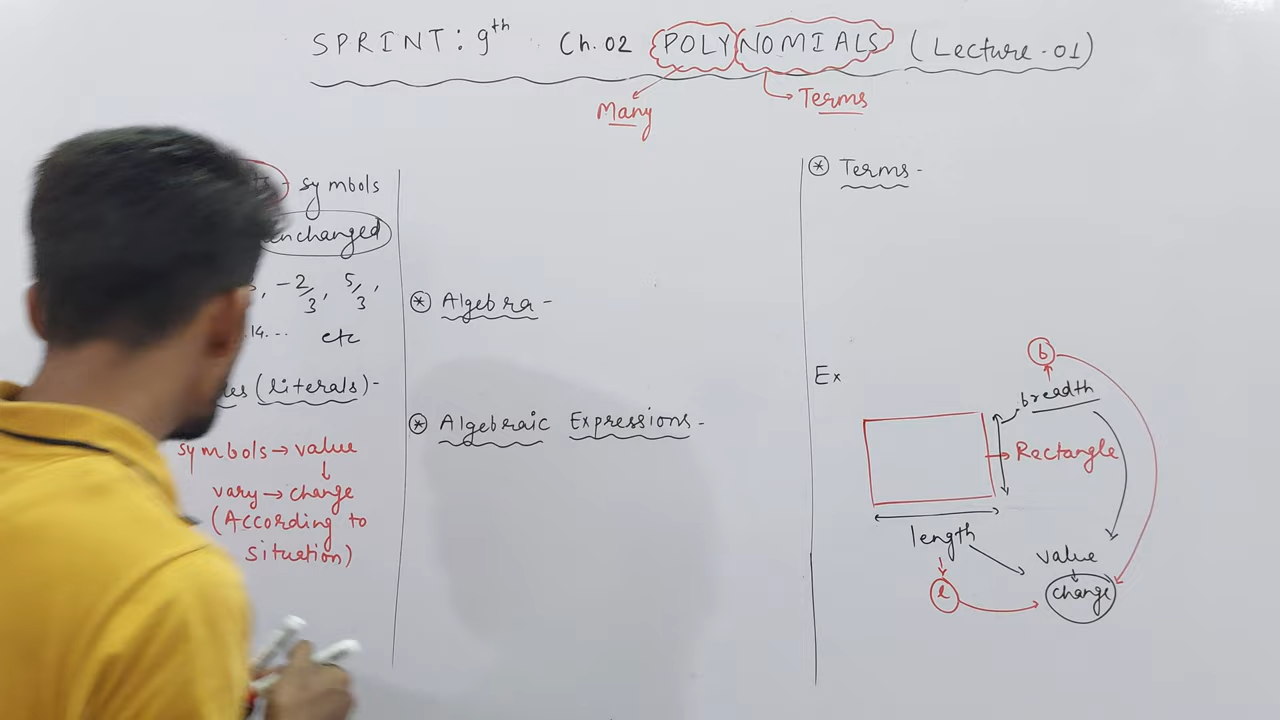 SPRINT: 9th Ch. 02 POLYNOMIALS (Lecture-01)
Many
Terms
- symbols
unchanged
, -2/3, 5/3,
.14... etc
(literals)-
symbols → value
↓
vary → change
(According to
situation)
⊛ Algebra -
⊛ Algebraic Expressions -
⊛ Terms -
Ex
b
breadth
Rectangle
length
value
l
change